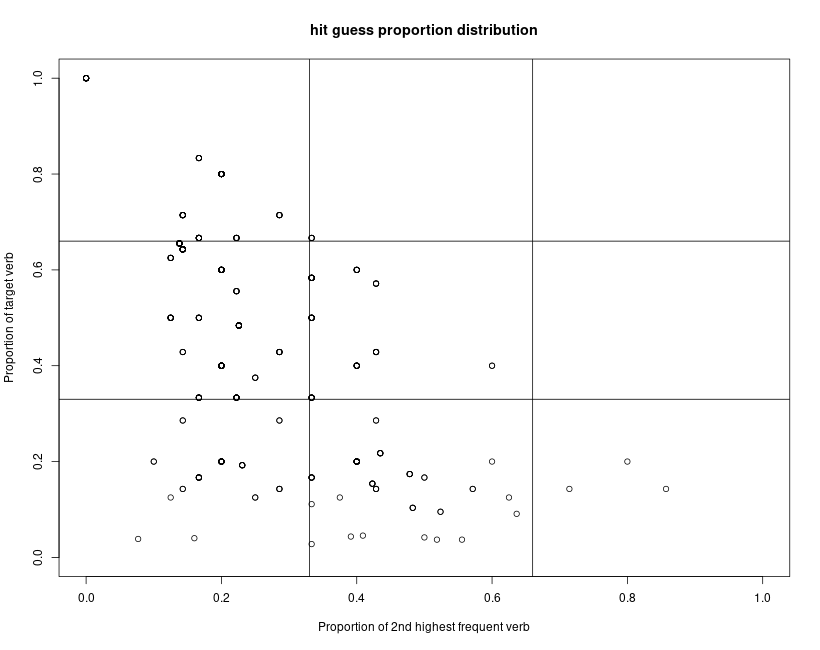 hit guess proportion distribution
Proportion of target verb
1.0
0.8
0.6
0.4
0.2
0.0
0.0 0.2 0.4 0.6 0.8 1.0
Proportion of 2nd highest frequent verb